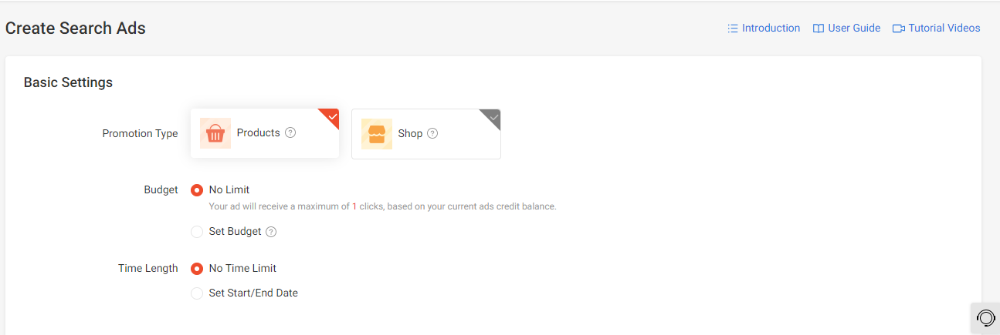 Create Search Ads
Introduction
User Guide
Tutorial Videos
Basic Settings
Promotion Type
Products ?
Shop ?
Budget
No Limit
Your ad will receive a maximum of 1 clicks, based on your current ads credit balance.
Set Budget ?
Time Length
No Time Limit
Set Start/End Date